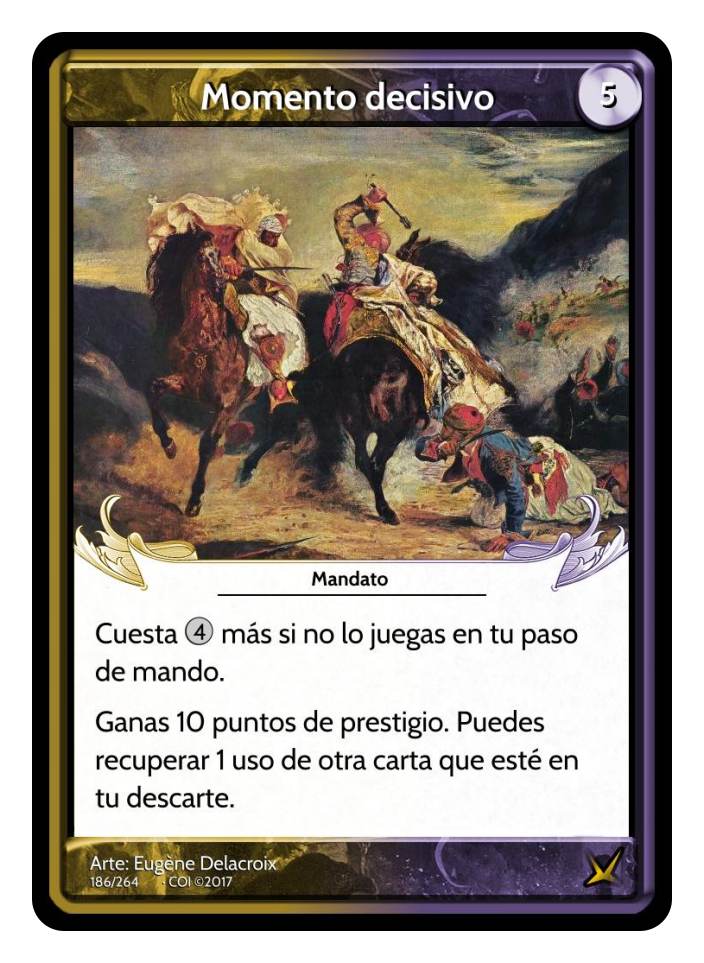 Momento decisivo
5
Mandato
Cuesta 4 más si no lo juegas en tu paso
de mando.
Ganas 10 puntos de prestigio. Puedes
recuperar 1 uso de otra carta que esté en
tu descarte.
Arte: Eugène Delacroix
186/264 · COI ©2017